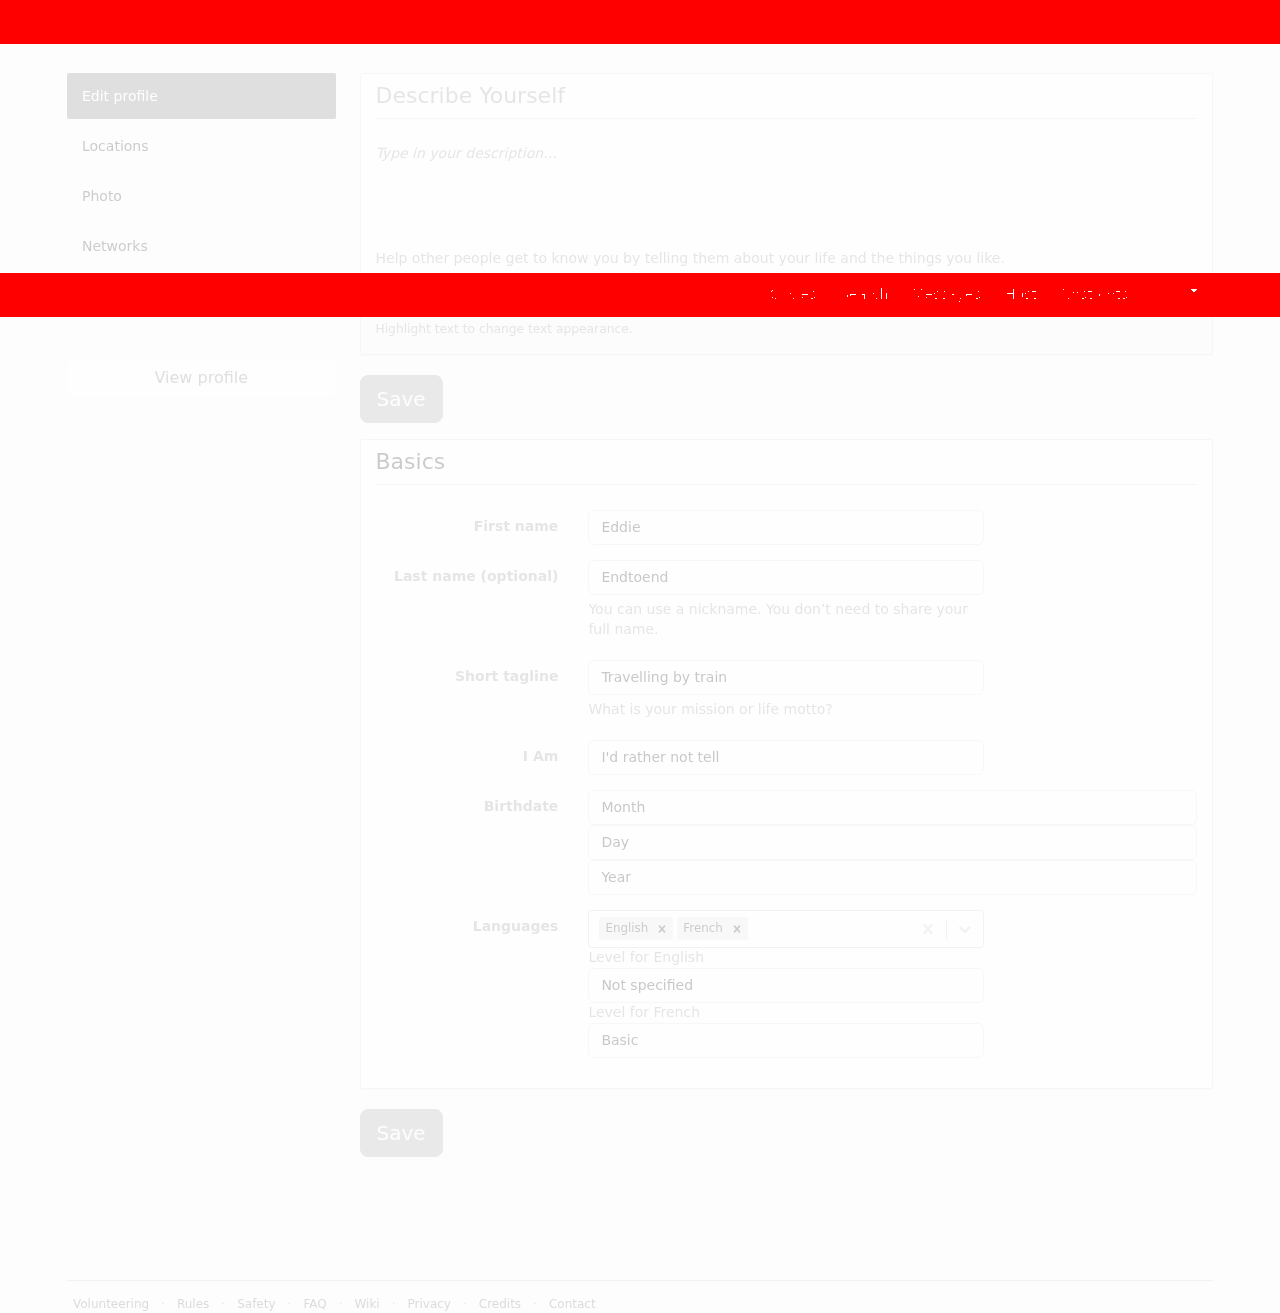 Edit profile
Locations
Photo
Networks
View profile
Describe Yourself
Type in your description...
Help other people get to know you by telling them about your life and the things you like.
Highlight text to change text appearance.
Save
Basics
First name
Eddie
Last name (optional)
Endtoend
You can use a nickname. You don’t need to share your
full name.
Short tagline
Travelling by train
What is your mission or life motto?
I Am
I'd rather not tell
Birthdate
Month
Day
Year
Languages
English x French x
Level for English
Not specified
Level for French
Basic
Save
Volunteering · Rules · Safety · FAQ · Wiki · Privacy · Credits · Contact